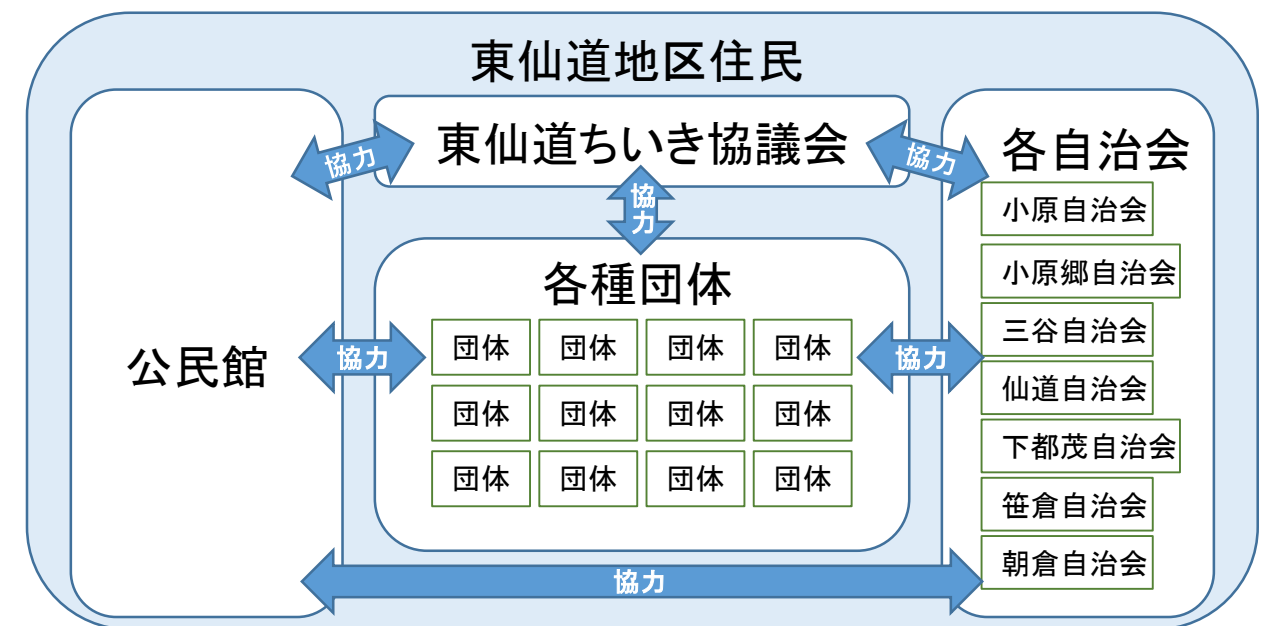 東仙道地区住民
東仙道ちいき協議会
協力
協力
協力
公民館
各種団体
団体 団体 団体 団体
団体 団体 団体 団体
団体 団体 団体 団体
協力
協力
協力
各自治会
小原自治会
小原郷自治会
三谷自治会
仙道自治会
下都茂自治会
笹倉自治会
朝倉自治会